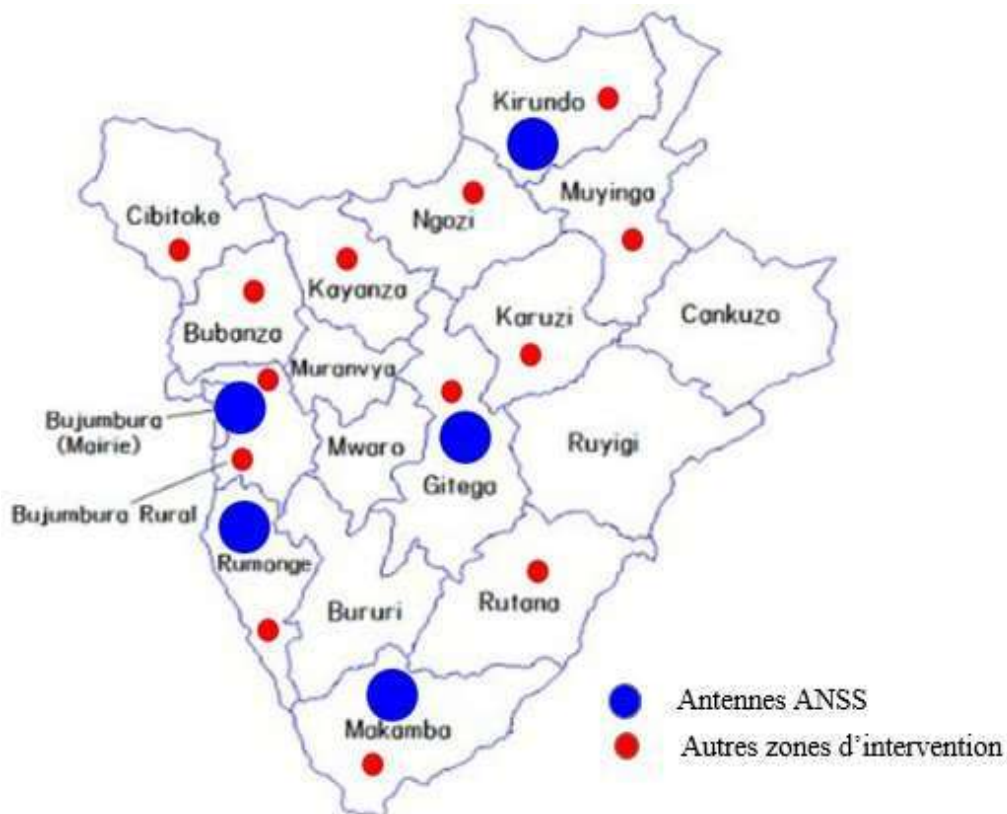 Kirundo
Muyinga
Ngozi
Cibitoke
Kayanza
Karuzi
Cankuzo
Bubanza
Muranvya
Bujumbura
(Mairie)
Mwaro
Ruyigi
Gitega
Bujumbura Rural
Rumonge
Bururi
Rutana
Makamba
Antennes ANSS
Autres zones d’intervention